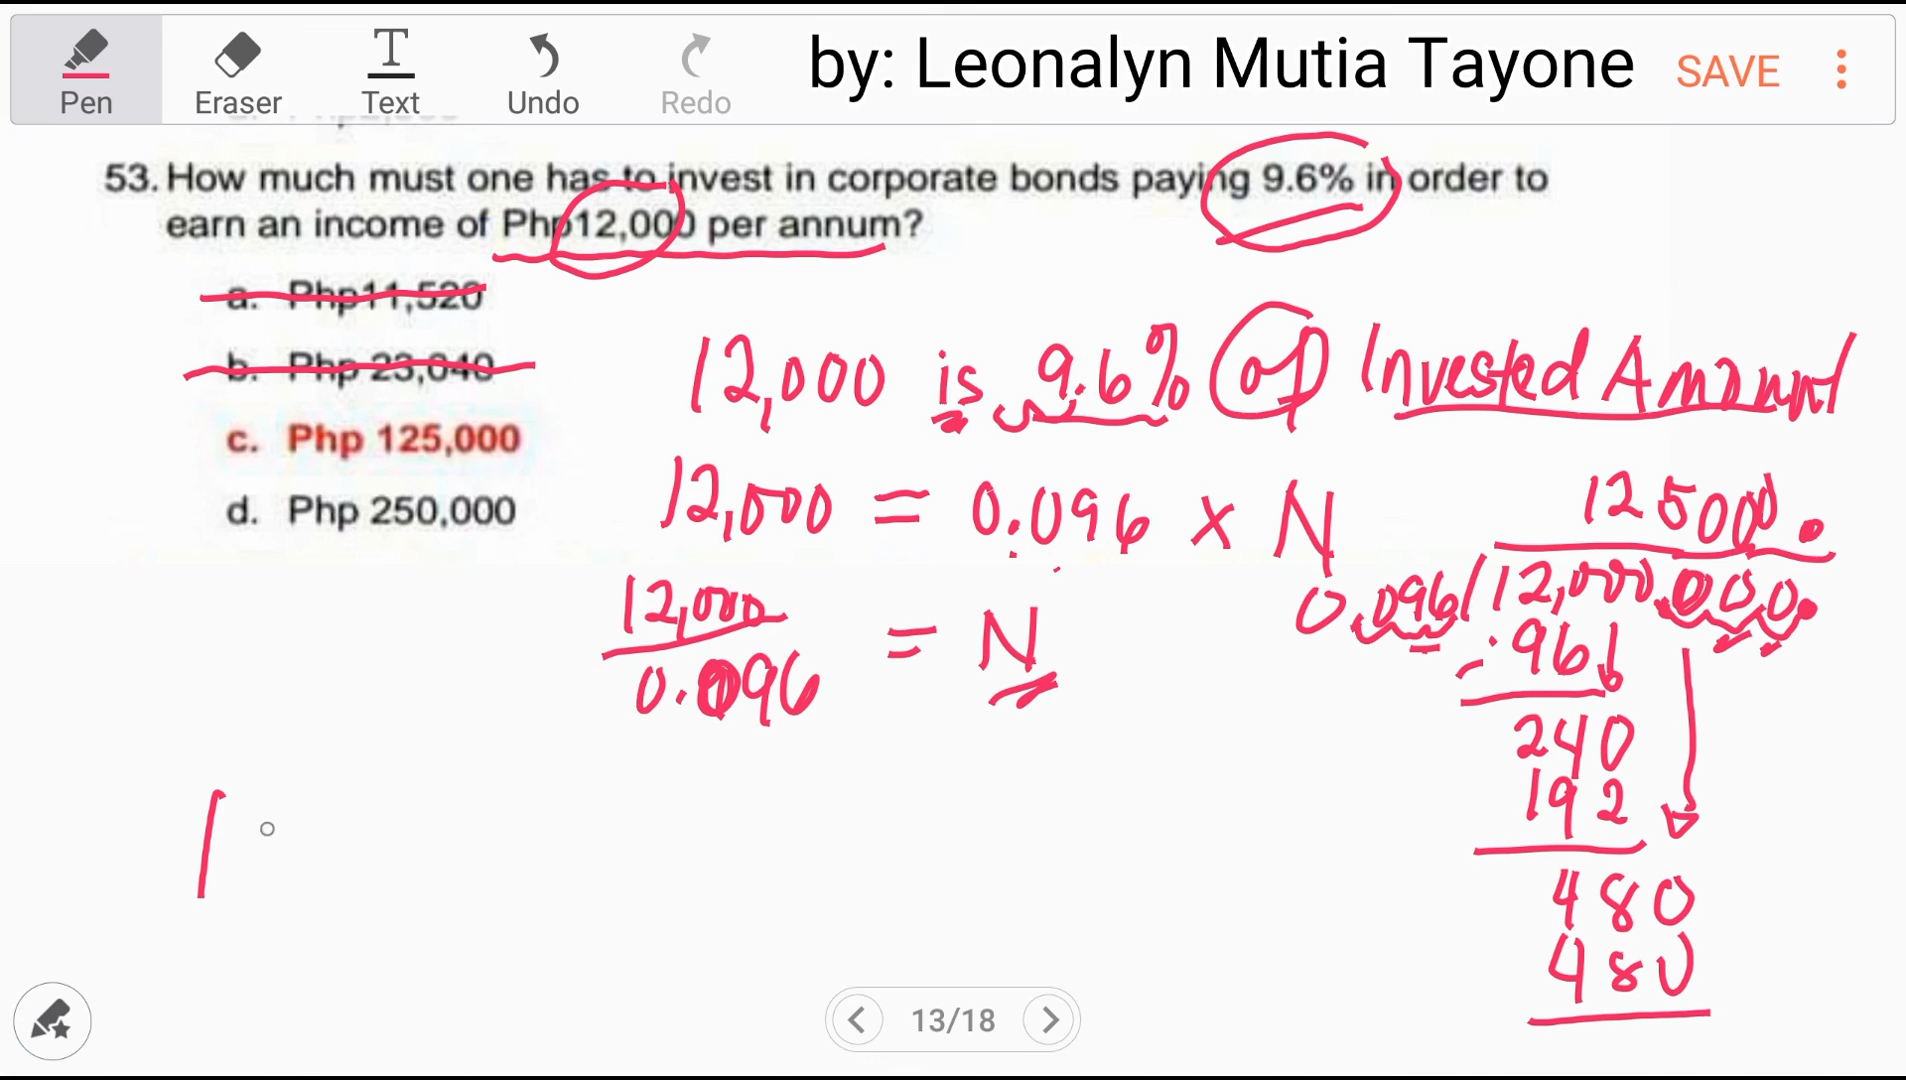 Pen Eraser Text Undo Redo by: Leonalyn Mutia Tayone SAVE
53. How much must one has to invest in corporate bonds paying 9.6% in order to
earn an income of Php12,000 per annum?
a. Php11,520
b. Php 23,040
c. Php 125,000
d. Php 250,000
12,000 is 9.6% of Invested Amount
12,000 = 0.096 x N
12,000
0.096
= N
125000.
0.096/12,000.000.
- 96
240
192
480
480
13/18